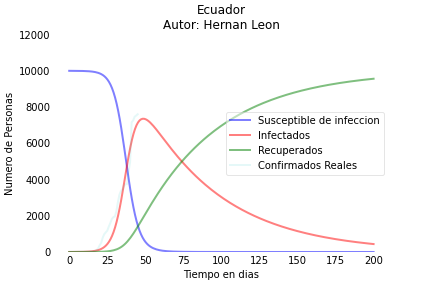 Ecuador
Autor: Hernan Leon
12000
10000
8000
6000
4000
2000
0
Numero de Personas
Susceptible de infeccion
Infectados
Recuperados
Confirmados Reales
0 25 50 75 100 125 150 175 200
Tiempo en dias